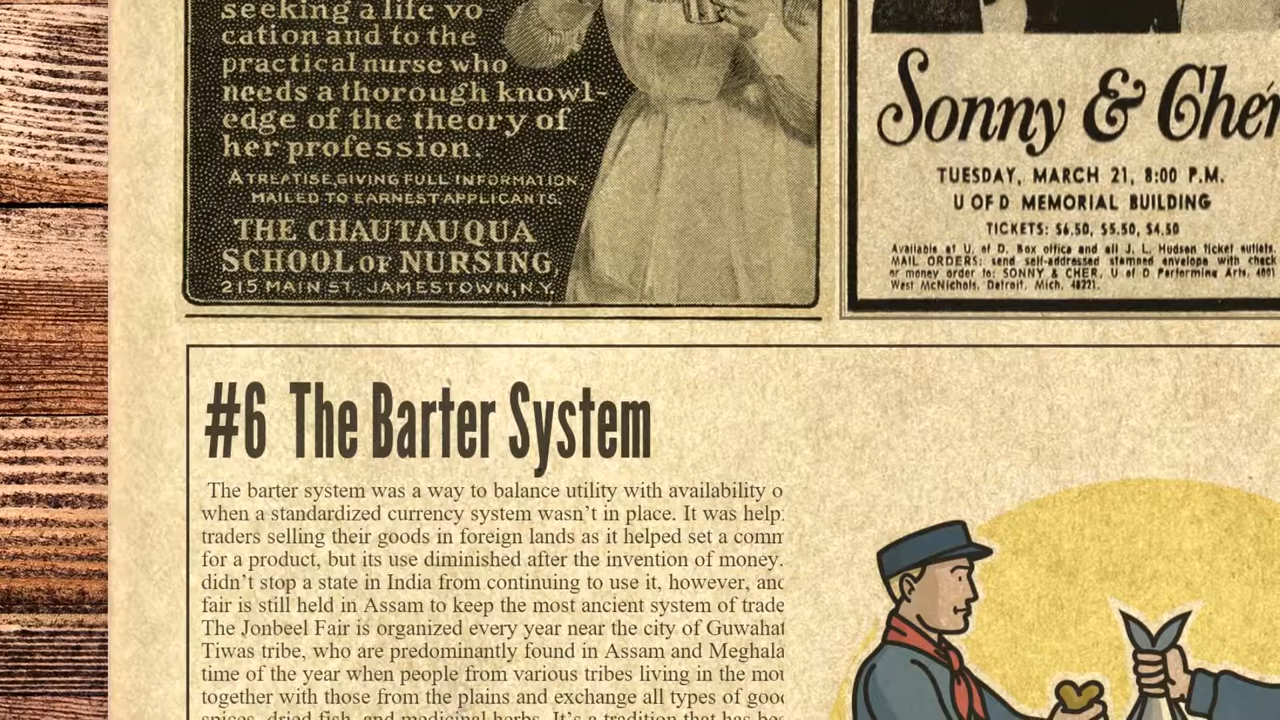 seeking a life vo-
cation and to the
practical nurse who
needs a thorough knowl-
edge of the theory of
her profession.
A TREATISE, GIVING FULL INFORMATION,
MAILED TO EARNEST APPLICANTS.
THE CHAUTAUQUA
SCHOOL OF NURSING,
215 MAIN ST., JAMESTOWN, N.Y.
Sonny & Cher
TUESDAY, MARCH 21, 8:00 P.M.
U OF D MEMORIAL BUILDING
TICKETS: $6.50, $5.50, $4.50
Available at U. of D. Box office and all J. L. Hudson ticket outlets.
MAIL ORDERS: send self-addressed stamped envelope with check
or money order to: SONNY & CHER, U of D Performing Arts, 4001
West McNichols, Detroit, Mich. 48221.
#6 The Barter System
The barter system was a way to balance utility with availability o
when a standardized currency system wasn't in place. It was help
traders selling their goods in foreign lands as it helped set a comm
for a product, but its use diminished after the invention of money.
didn't stop a state in India from continuing to use it, however, and
fair is still held in Assam to keep the most ancient system of trade
The Jonbeel Fair is organized every year near the city of Guwahat
Tiwas tribe, who are predominantly found in Assam and Meghala
time of the year when people from various tribes living in the mou
together with those from the plains and exchange all types of good
spices, dried fish, and medicinal herbs. It's a tradition that has bee